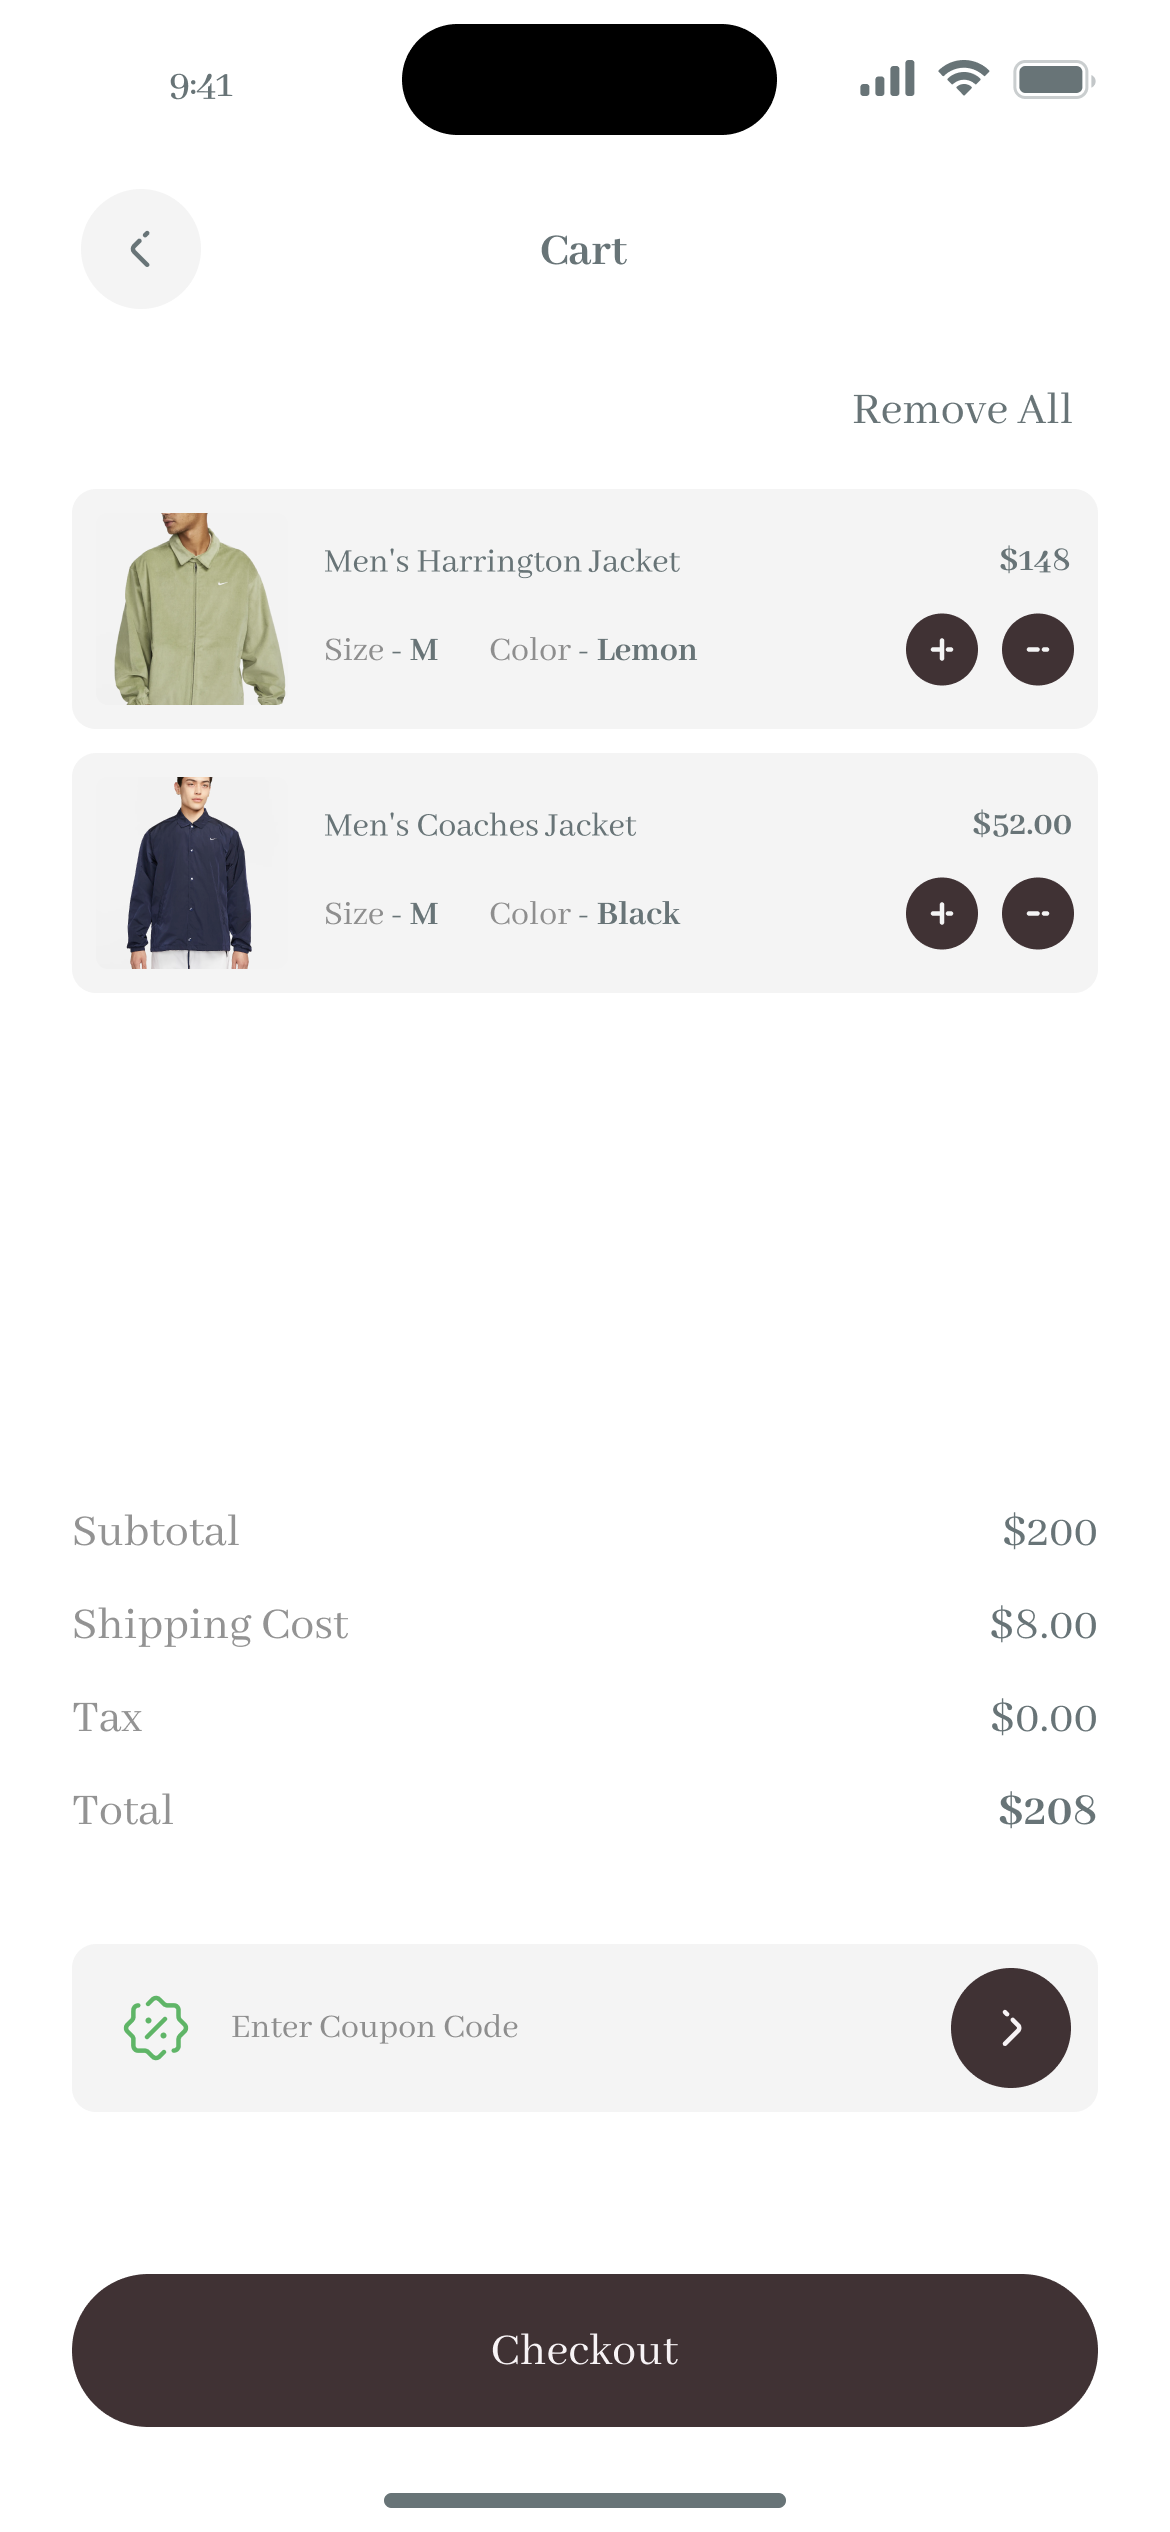 9:41
Cart
Remove All
Men's Harrington Jacket
$148
Size - M
Color - Lemon
Men's Coaches Jacket
$52.00
Size - M
Color - Black
Subtotal
$200
Shipping Cost
$8.00
Tax
$0.00
Total
$208
Enter Coupon Code
Checkout